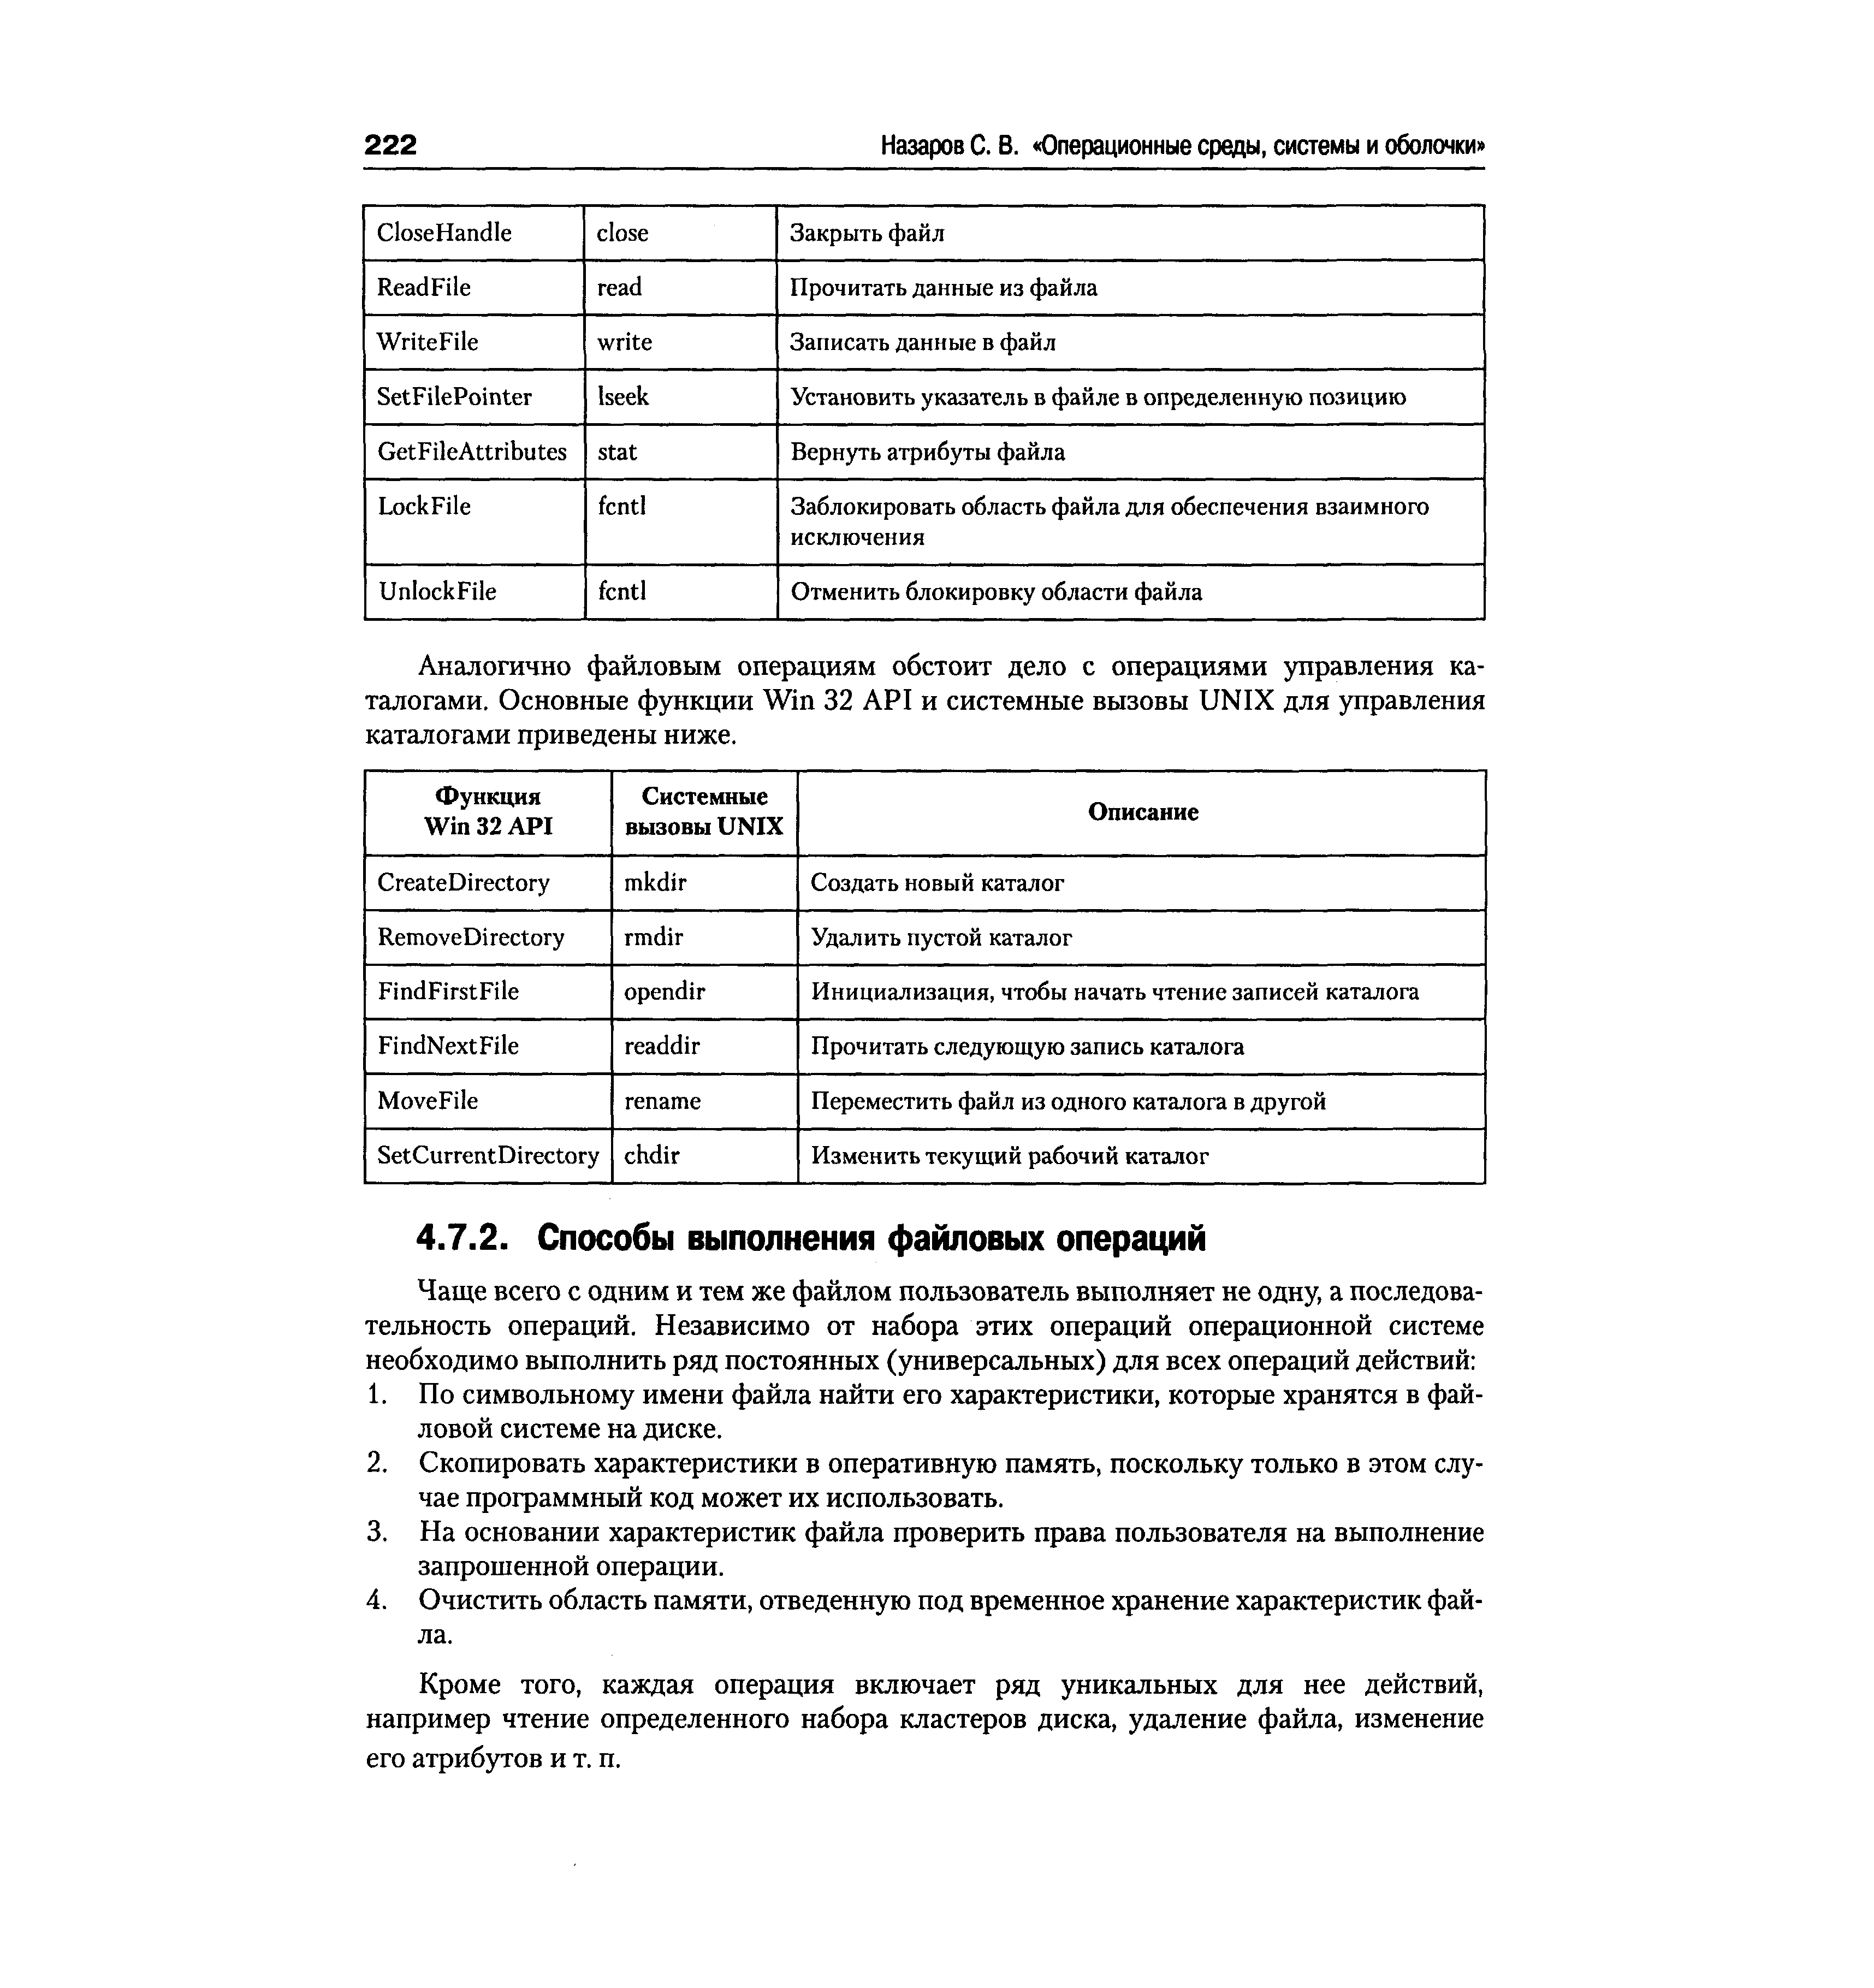 222 Назаров С. В. «Операционные среды, системы и оболочки»
CloseHandle close Закрыть файл
ReadFile read Прочитать данные из файла
WriteFile write Записать данные в файл
SetFilePointer lseek Установить указатель в файле в определенную позицию
GetFileAttributes stat Вернуть атрибуты файла
LockFile fcntl Заблокировать область файла для обеспечения взаимного
исключения
UnlockFile fcntl Отменить блокировку области файла
Аналогично файловым операциям обстоит дело с операциями управления ка-
талогами. Основные функции Win 32 API и системные вызовы UNIX для управления
каталогами приведены ниже.
Функция Системные
Описание
Win 32 API вызовы UNIX
CreateDirectory mkdir Создать новый каталог
RemoveDirectory rmdir Удалить пустой каталог
FindFirstFile opendir Инициализация, чтобы начать чтение записей каталога
FindNextFile readdir Прочитать следующую запись каталога
MoveFile rename Переместить файл из одного каталога в другой
SetCurrentDirectory chdir Изменить текущий рабочий каталог
4.7.2. Способы выполнения файловых операций
Чаще всего с одним и тем же файлом пользователь выполняет не одну, а последова-
тельность операций. Независимо от набора этих операций операционной системе
необходимо выполнить ряд постоянных (универсальных) для всех операций действий:
1. По символьному имени файла найти его характеристики, которые хранятся в фай-
ловой системе на диске.
2. Скопировать характеристики в оперативную память, поскольку только в этом слу-
чае программный код может их использовать.
3. На основании характеристик файла проверить права пользователя на выполнение
запрошенной операции.
4. Очистить область памяти, отведенную под временное хранение характеристик фай-
ла.
Кроме того, каждая операция включает ряд уникальных для нее действий,
например чтение определенного набора кластеров диска, удаление файла, изменение
его атрибутов и т. п.